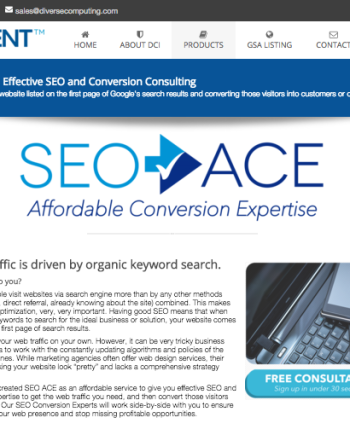 sales@diversecomputing.com
ENT™
HOME
ABOUT DCI
PRODUCTS
GSA LISTING
CONTACT
Effective SEO and Conversion Consulting
website listed on the first page of Google's search results and converting those visitors into customers or
SEO ACE
Affordable Conversion Expertise
ffic is driven by organic keyword search.
you?
le visit websites via search engine more than by any other methods
direct referral, already knowing about the site) combined. This makes
ptimization, very, very important. Having good SEO means that when
ywords to search for the ideal business or solution, your website comes
first page of search results.
your web traffic on your own. However, it can be very tricky business
s to work with the constantly updating algorithms and policies of the
nes. While marketing agencies often offer web design services, their
king your website look "pretty" and lacks a comprehensive strategy
FREE CONSULTA
Sign up in under 30 sec
created SEO ACE as an affordable service to give you effective SEO and
pertise to get the web traffic you need, and then convert those visitors
Our SEO Conversion Experts will work side-by-side with you to ensure
ur web presence and stop missing profitable opportunities.